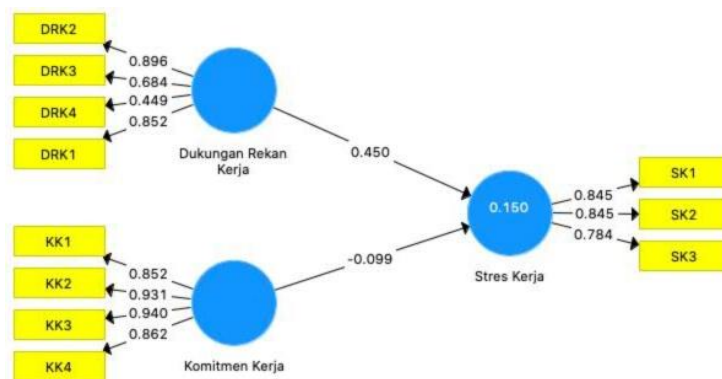 DRK2
DRK3
DRK4
DRK1
0.896
0.684
0.449
0.852
Dukungan Rekan
Kerja
0.450
KK1
KK2
KK3
KK4
0.852
0.931
0.940
0.862
Komitmen Kerja
-0.099
0.150
Stres Kerja
0.845
0.845
0.784
SK1
SK2
SK3